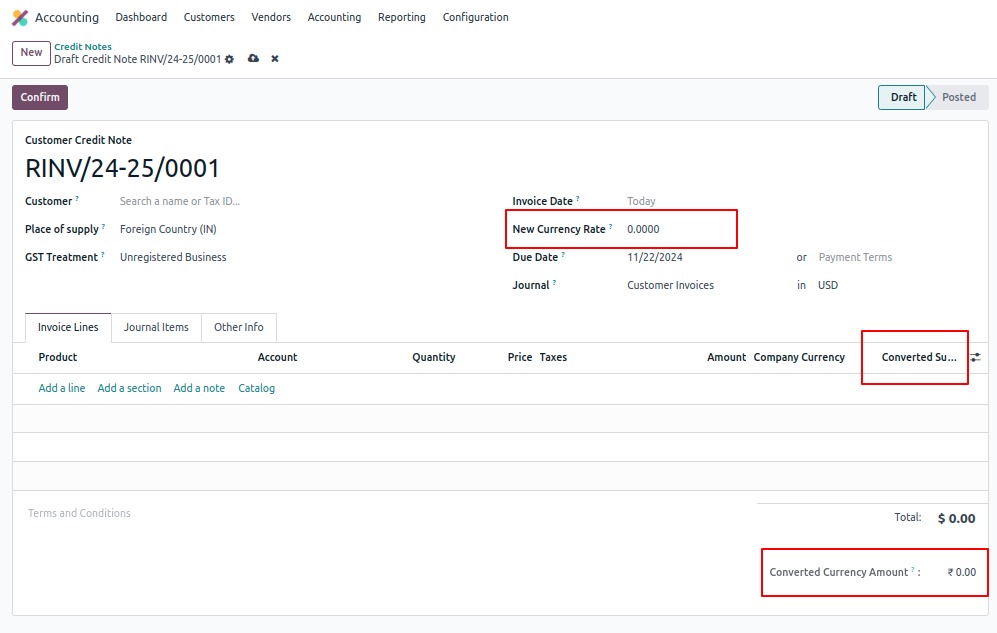 Accounting Dashboard Customers Vendors Accounting Reporting Configuration
New Credit Notes
Draft Credit Note RINV/24-25/0001
Confirm Draft Posted
Customer Credit Note
RINV/24-25/0001
Customer ? Search a name or Tax ID... Invoice Date ? Today
Place of supply ? Foreign Country (IN) New Currency Rate ? 0.0000
GST Treatment ? Unregistered Business Due Date ? 11/22/2024 or Payment Terms
Journal ? Customer Invoices in USD
Invoice Lines Journal Items Other Info
Product Account Quantity Price Taxes Amount Company Currency Converted Su...
Add a line Add a section Add a note Catalog
Terms and Conditions Total: $ 0.00
Converted Currency Amount ? : ₹ 0.00